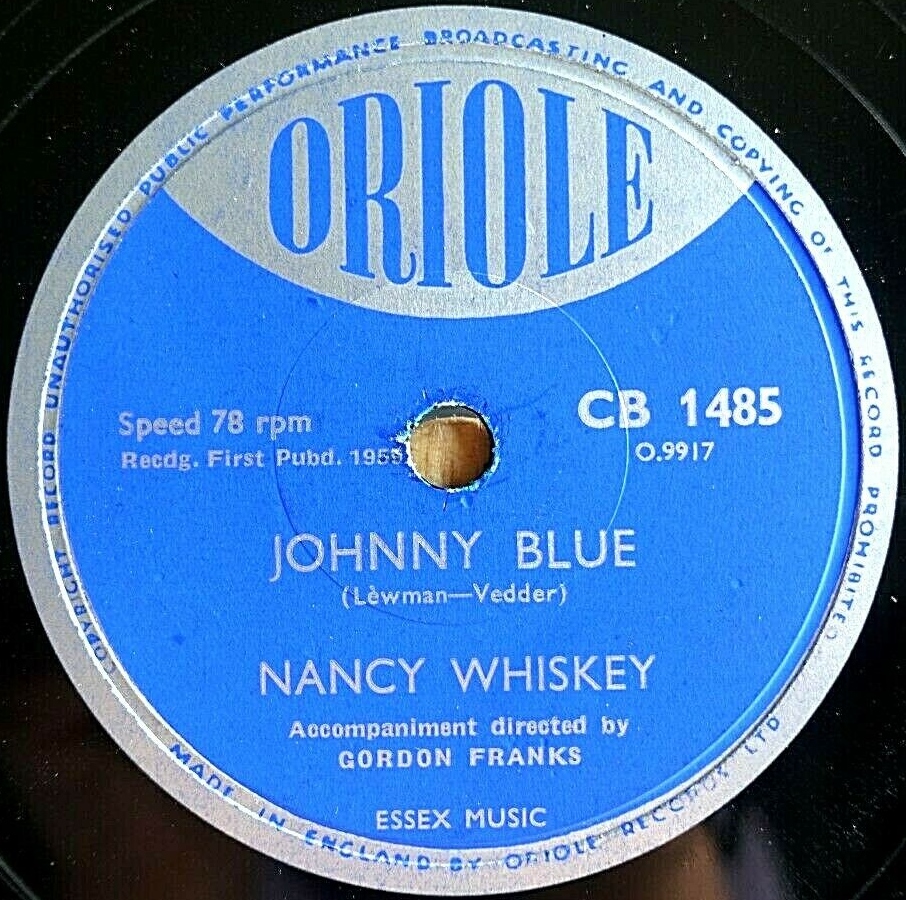 COPYRIGHT RECORD UNAUTHORISED PUBLIC PERFORMANCE BROADCASTING AND COPYING OF THIS RECORD PROHIBITED
ORIOLE
Speed 78 rpm
CB 1485
Recdg. First Pubd. 1959
O.9917
JOHNNY BLUE
(Lèwman—Vedder)
NANCY WHISKEY
Accompaniment directed by
GORDON FRANKS
ESSEX MUSIC
MADE IN ENGLAND BY ORIOLE RECORDS LTD